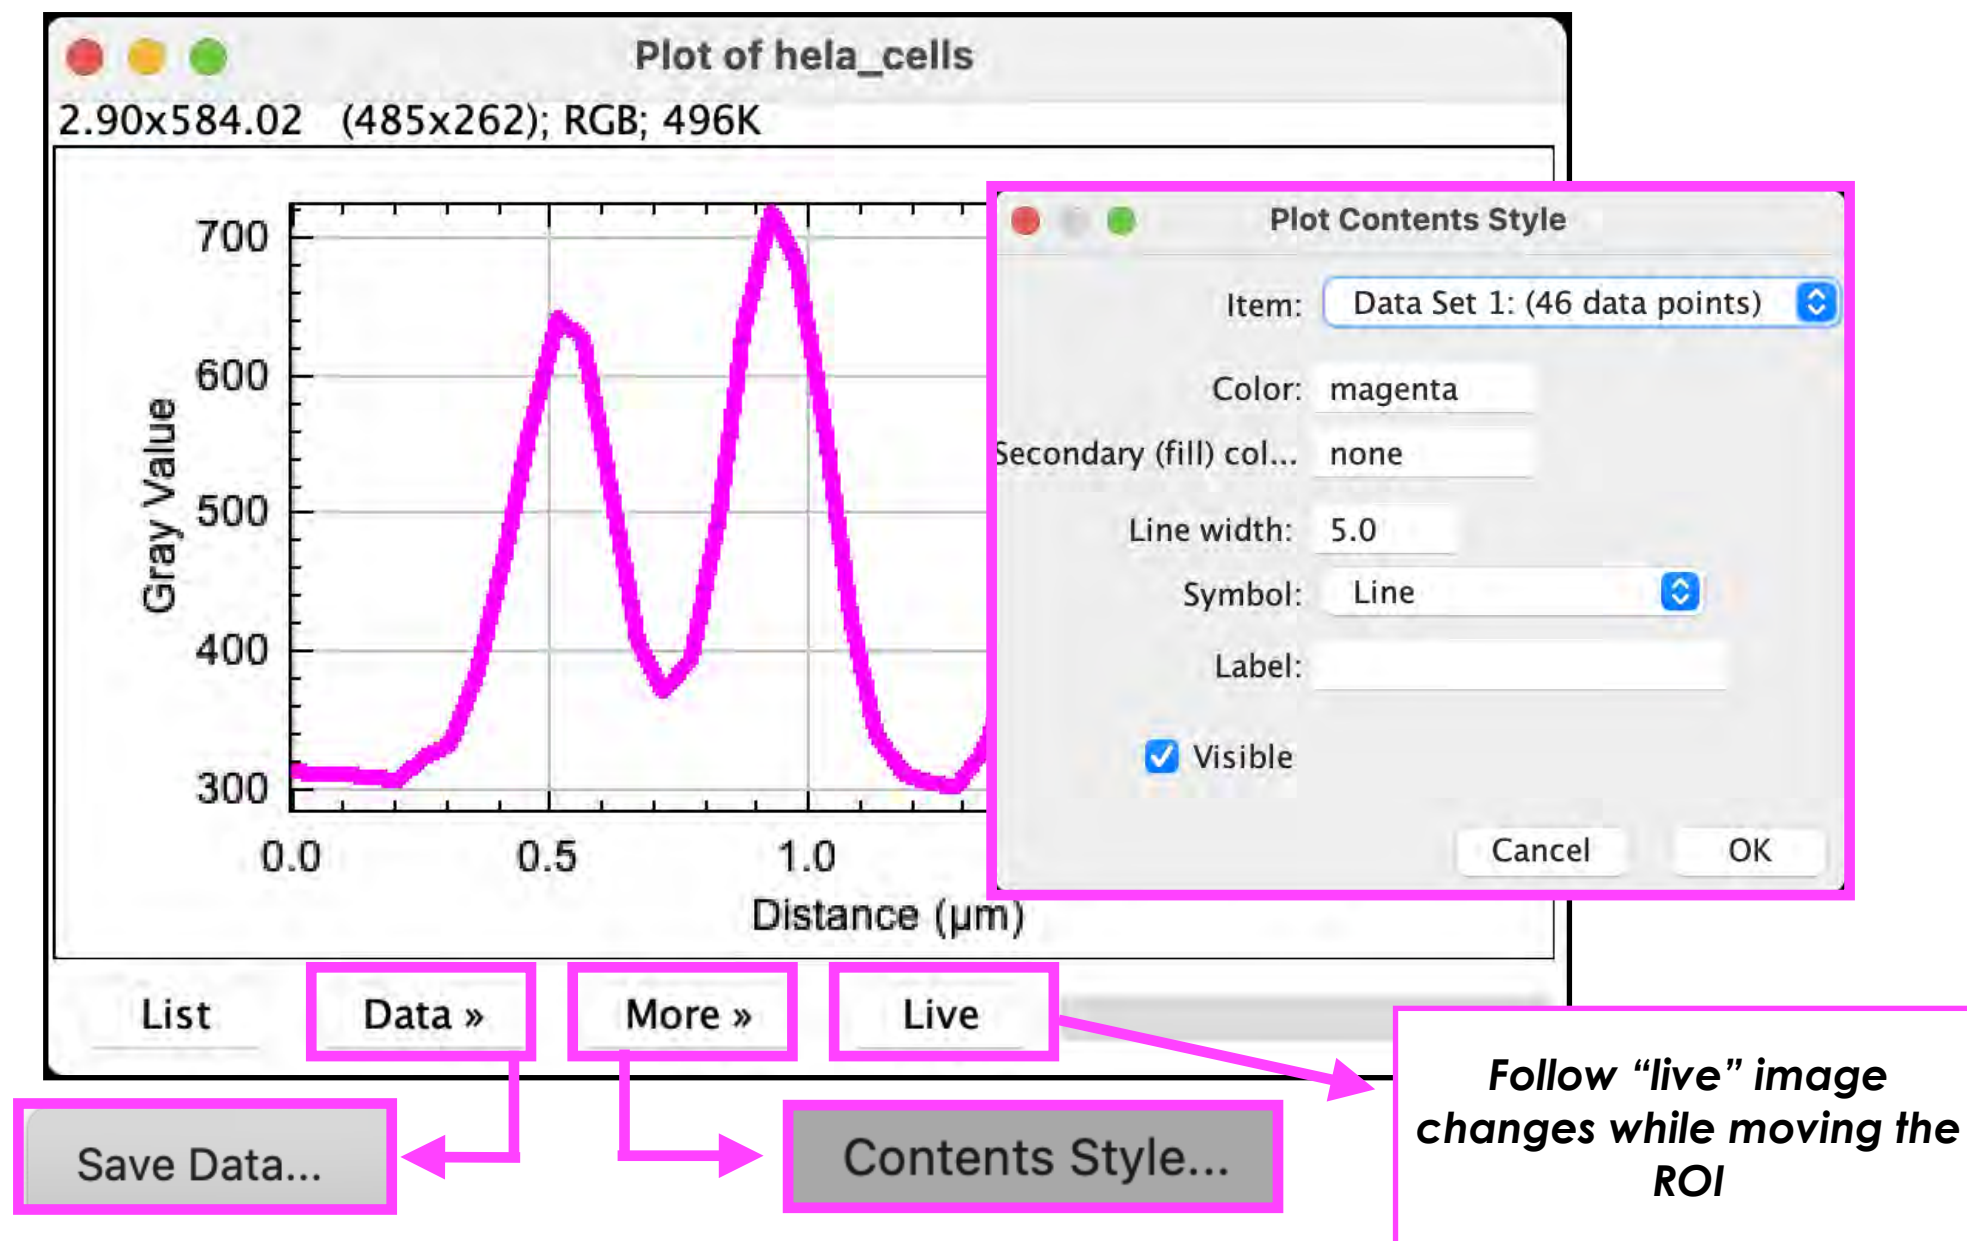 Plot of hela_cells
2.90x584.02 (485x262); RGB; 496K
700
600
500
400
300
Gray Value
0.0 0.5 1.0
Distance (µm)
Plot Contents Style
Item: Data Set 1: (46 data points)
Color: magenta
Secondary (fill) col... none
Line width: 5.0
Symbol: Line
Label:
Visible
Cancel OK
List Data » More » Live
Save Data...
Contents Style...
Follow “live” image
changes while moving the
ROI